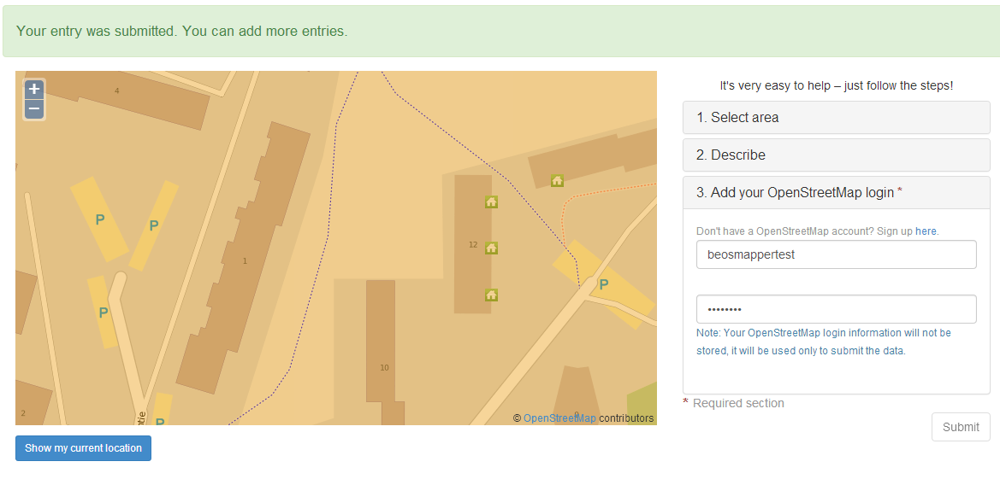 Your entry was submitted. You can add more entries.
+
−
4
P
P
1
P
2
ntie
P
12
10
9
P
© OpenStreetMap contributors
Show my current location
It's very easy to help – just follow the steps!
1. Select area
2. Describe
3. Add your OpenStreetMap login *
Don't have a OpenStreetMap account? Sign up here.
beosmappertest
••••••••
Note: Your OpenStreetMap login information will not be
stored, it will be used only to submit the data.
* Required section
Submit